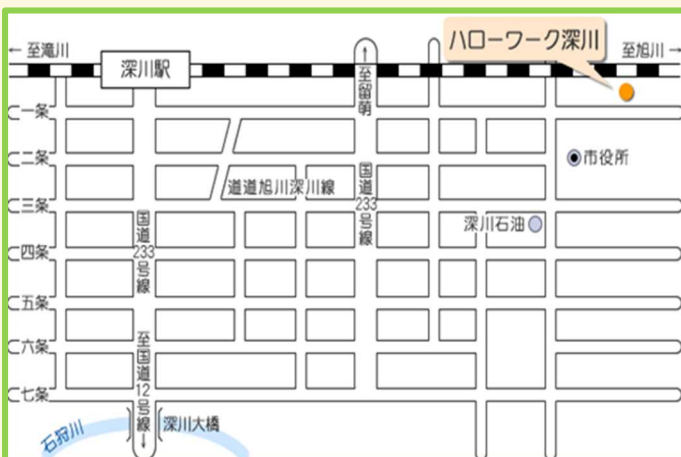 ← 至滝川
深川駅
ハローワーク深川
至旭川 →
↑至留萌
一条
二条
市役所
道道旭川深川線
国道233号線
三条
深川石油
国道233号線
四条
五条
六条
至国道12号線↓
七条
石狩川
深川大橋